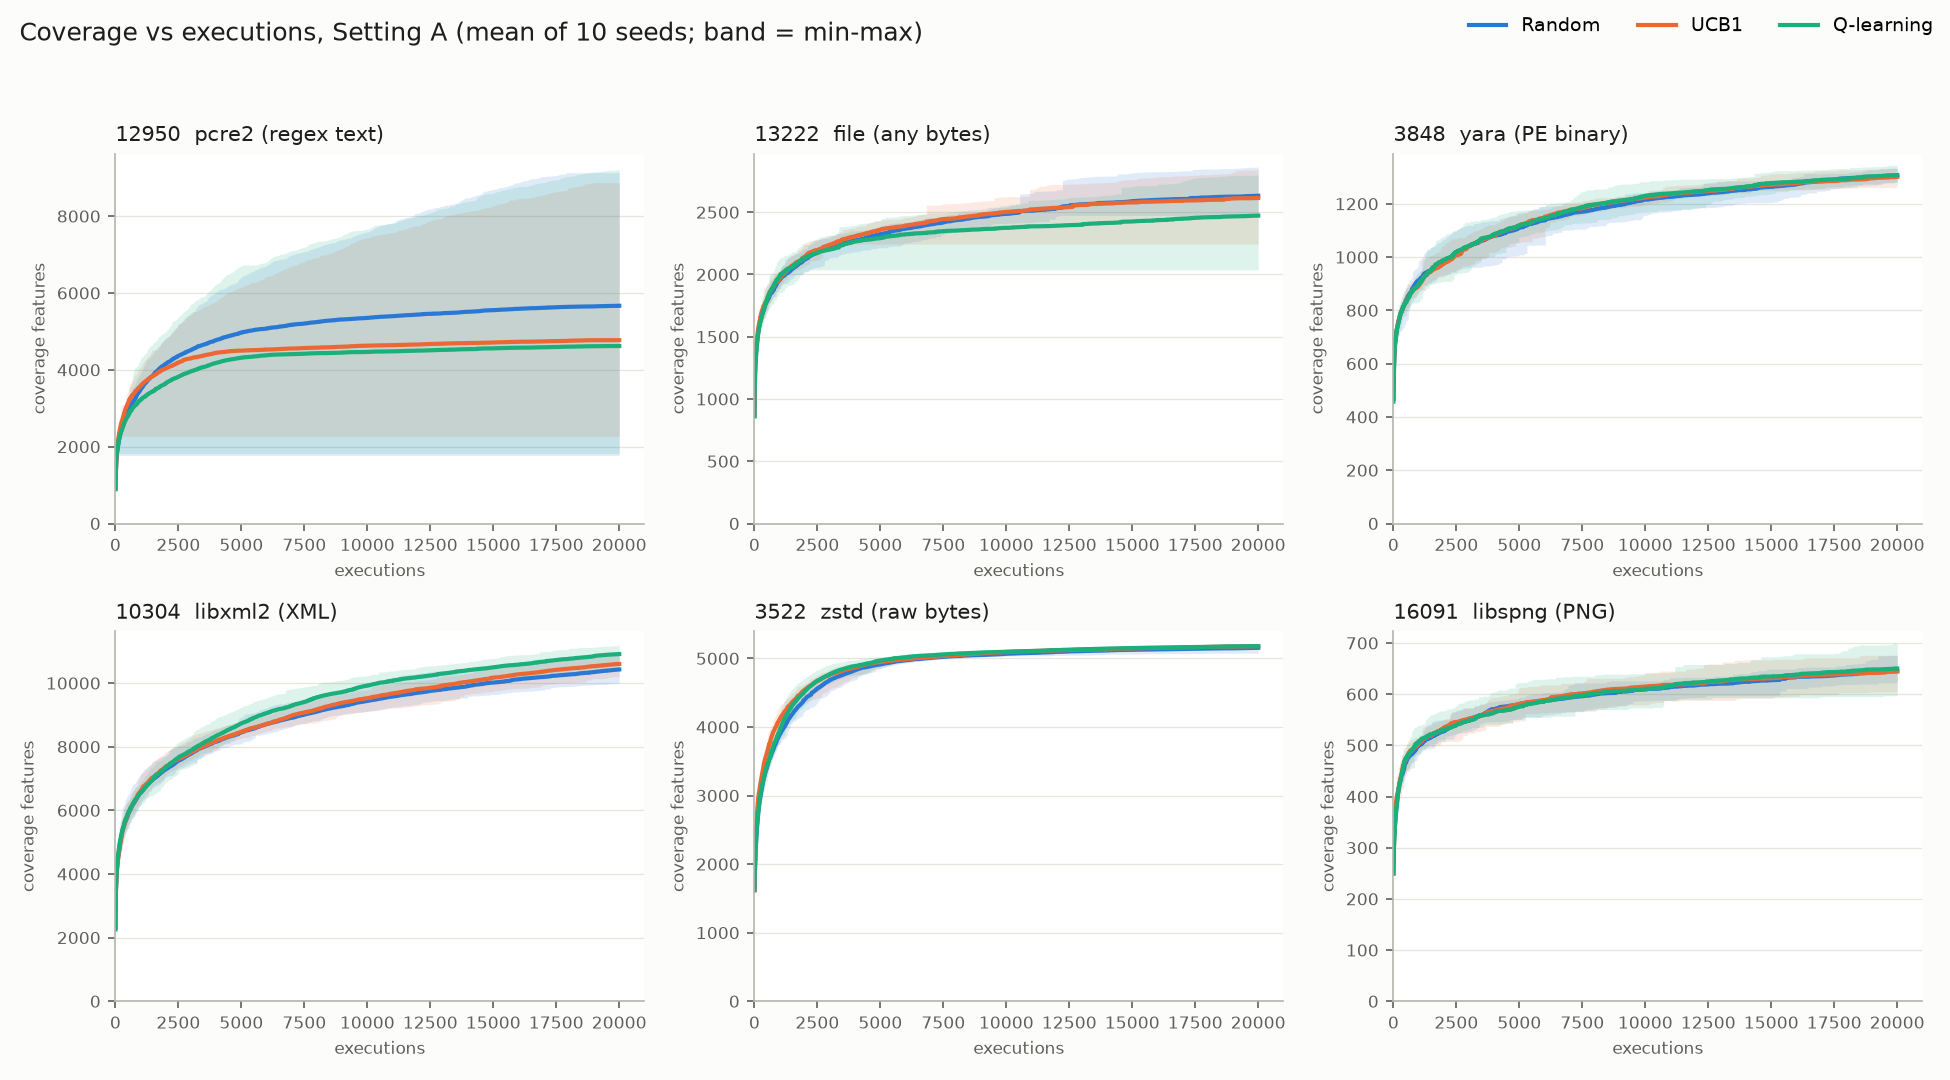 Coverage vs executions, Setting A (mean of 10 seeds; band = min-max)
Random
UCB1
Q-learning
12950 pcre2 (regex text)
coverage features
8000
6000
4000
2000
0
0 2500 5000 7500 10000 12500 15000 17500 20000
executions
13222 file (any bytes)
coverage features
2500
2000
1500
1000
500
0
0 2500 5000 7500 10000 12500 15000 17500 20000
executions
3848 yara (PE binary)
coverage features
1200
1000
800
600
400
200
0
0 2500 5000 7500 10000 12500 15000 17500 20000
executions
10304 libxml2 (XML)
coverage features
10000
8000
6000
4000
2000
0
0 2500 5000 7500 10000 12500 15000 17500 20000
executions
3522 zstd (raw bytes)
coverage features
5000
4000
3000
2000
1000
0
0 2500 5000 7500 10000 12500 15000 17500 20000
executions
16091 libspng (PNG)
coverage features
700
600
500
400
300
200
100
0
0 2500 5000 7500 10000 12500 15000 17500 20000
executions